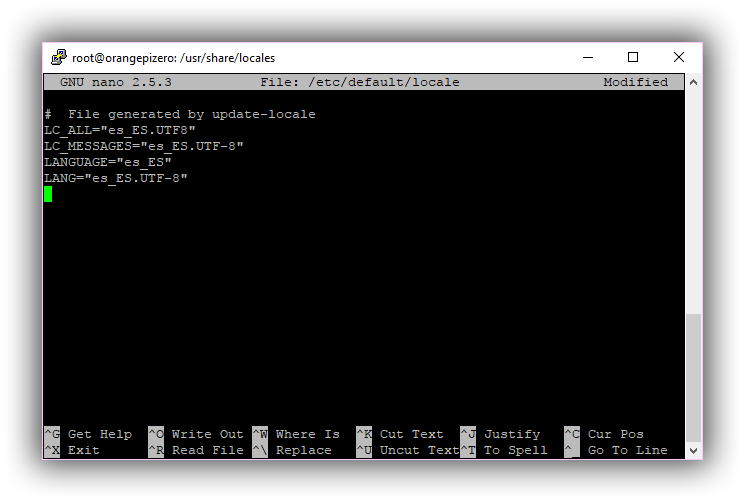 root@orangepizero: /usr/share/locales
GNU nano 2.5.3 File: /etc/default/locale Modified
# File generated by update-locale
LC_ALL="es_ES.UTF8"
LC_MESSAGES="es_ES.UTF-8"
LANGUAGE="es_ES"
LANG="es_ES.UTF-8"
^G Get Help ^O Write Out ^W Where Is ^K Cut Text ^J Justify ^C Cur Pos
^X Exit ^R Read File ^\ Replace ^U Uncut Text ^T To Spell ^_ Go To Line